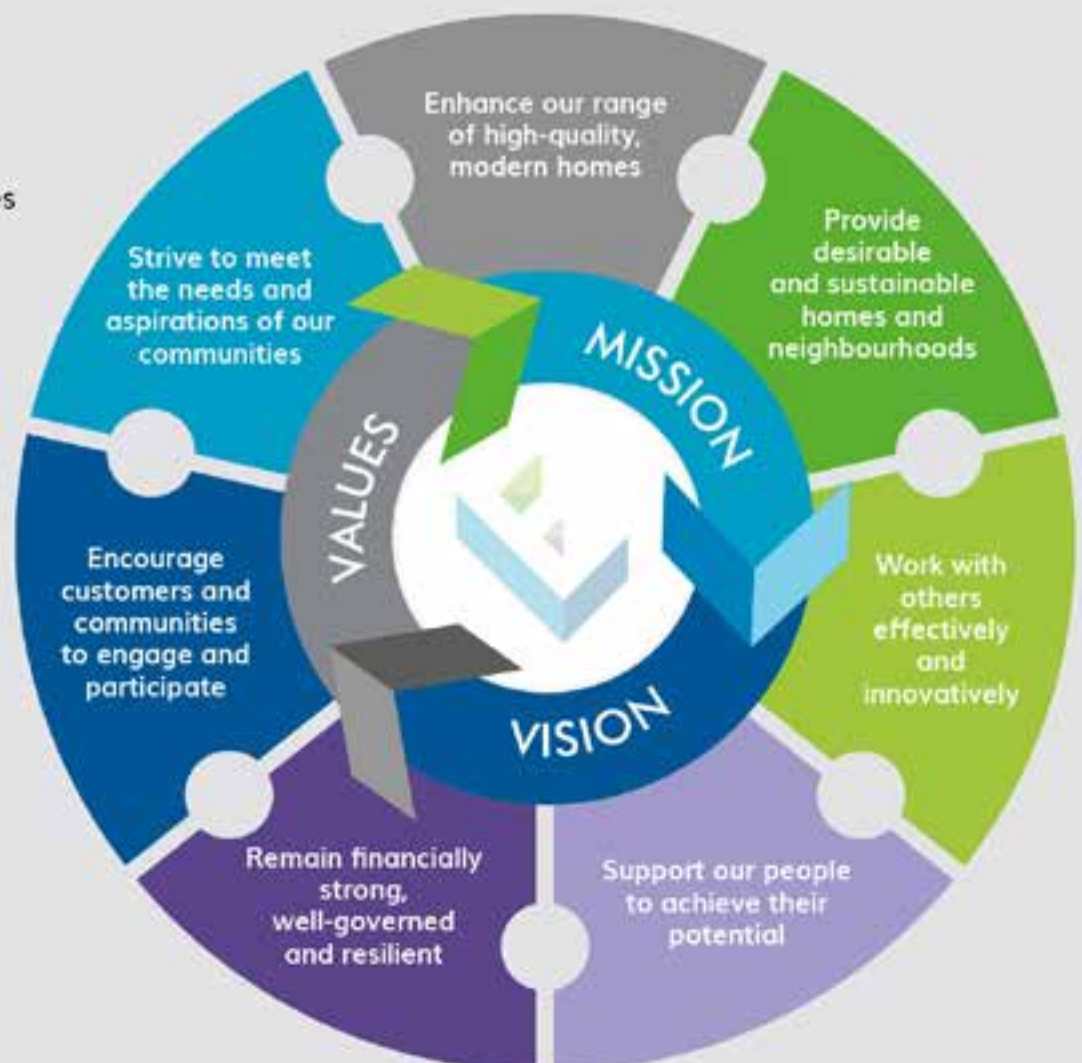 Enhance our range
of high-quality,
modern homes
Provide
desirable
and sustainable
homes and
neighbourhoods
Work with
others
effectively
and
innovatively
Support our people
to achieve their
potential
Remain financially
strong,
well-governed
and resilient
Encourage
customers and
communities
to engage and
participate
Strive to meet
the needs and
aspirations of our
communities
MISSION
VISION
VALUES